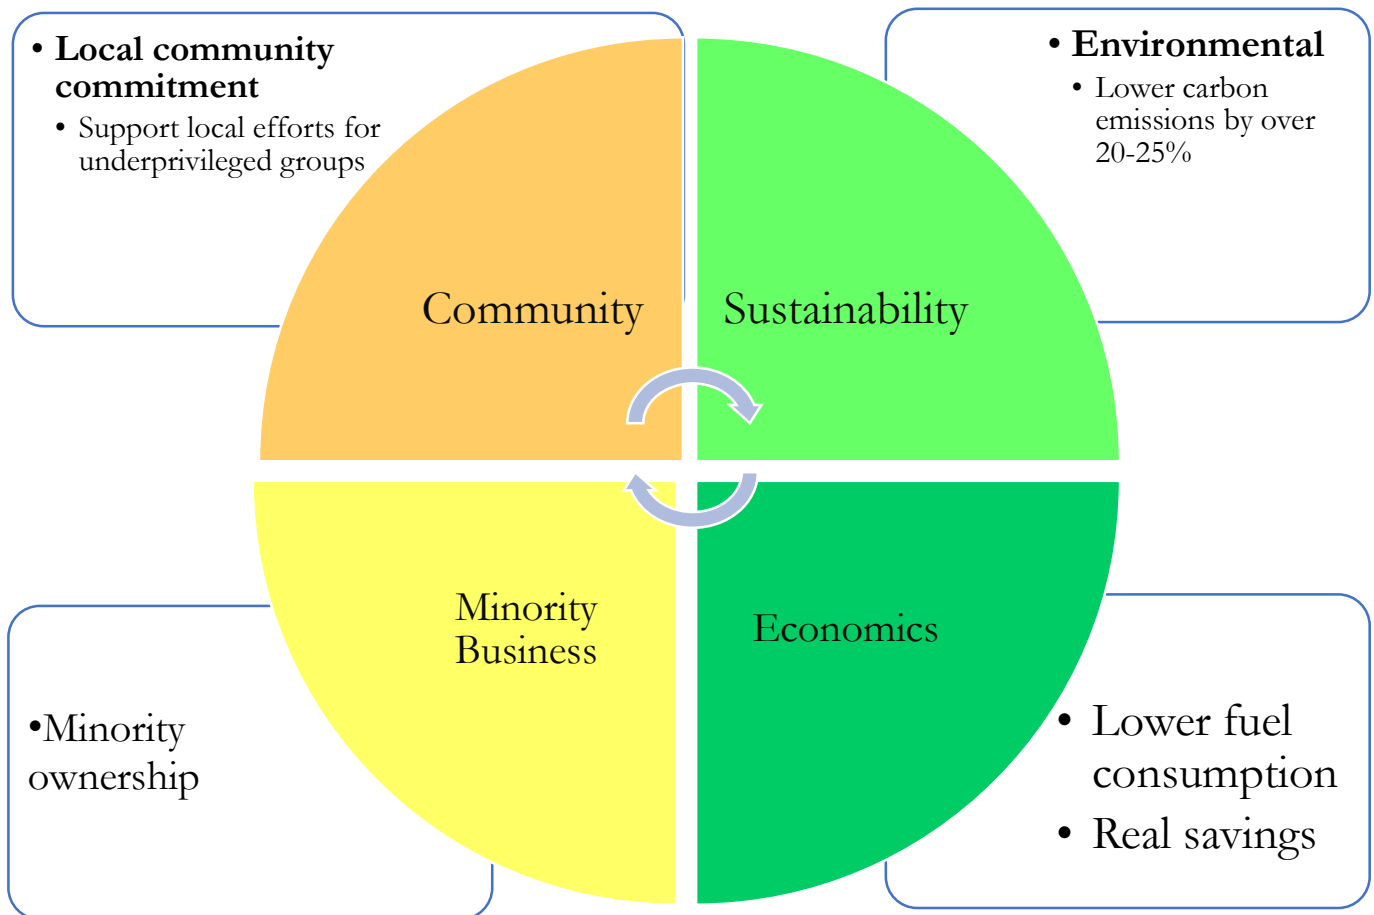 • Local community
commitment
• Support local efforts for
underprivileged groups
• Environmental
• Lower carbon
emissions by over
20-25%
Community
Sustainability
Minority
Business
Economics
•Minority
ownership
• Lower fuel
consumption
• Real savings